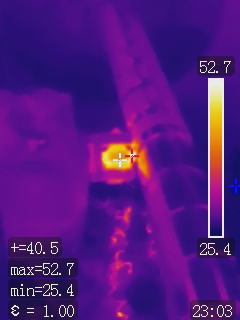 52.7
25.4
+=40.5
max=52.7
min=25.4
ε = 1.00
23:03